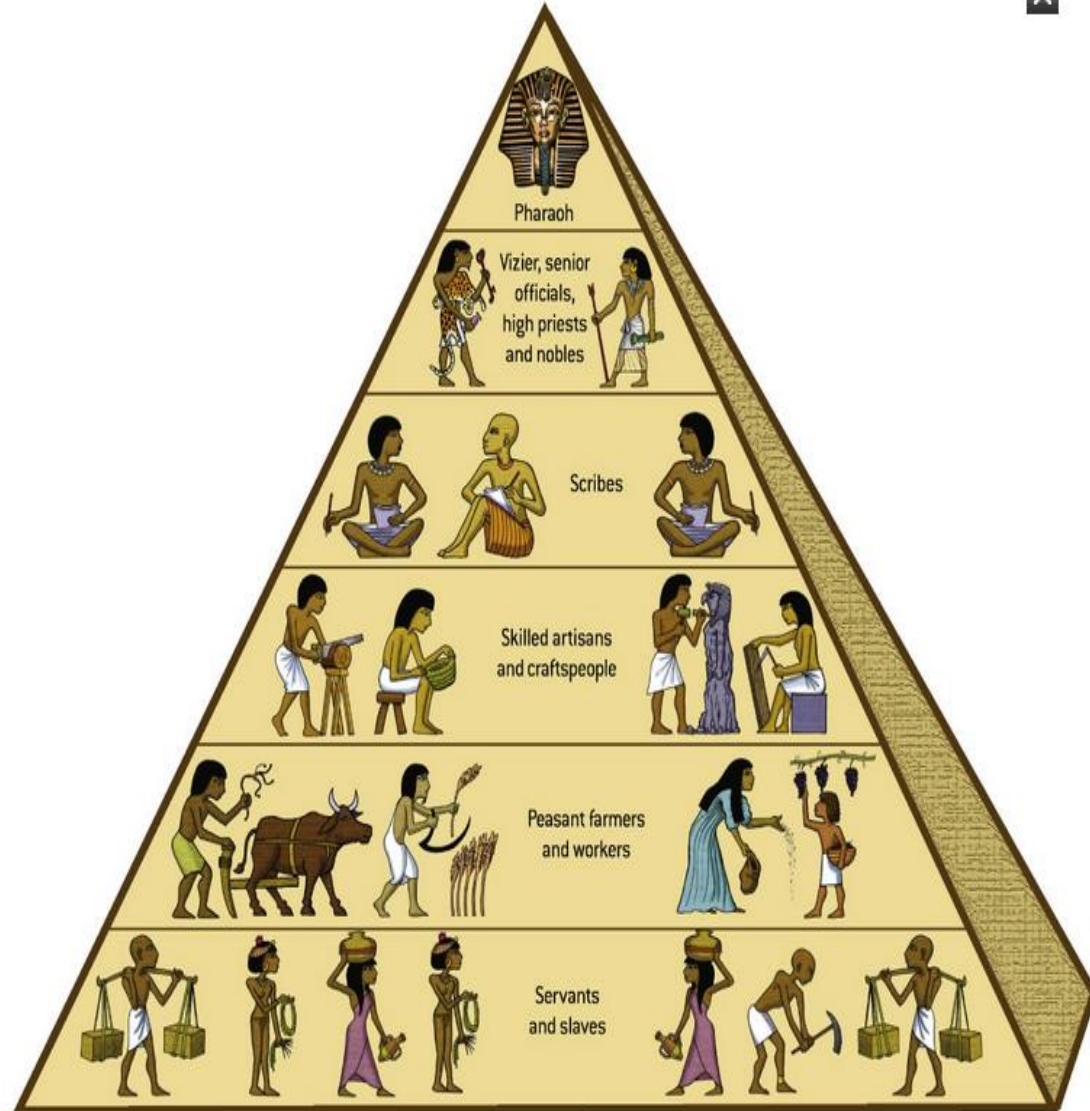 Pharaoh
Vizier, senior
officials,
high priests
and nobles
Scribes
Skilled artisans
and craftspeople
Peasant farmers
and workers
Servants
and slaves